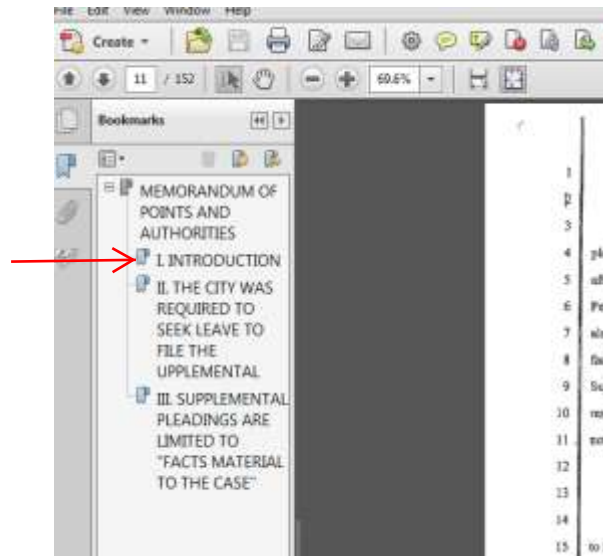 File Edit View Window Help
Create
11 / 152 69.6%
Bookmarks
MEMORANDUM OF
POINTS AND
AUTHORITIES
I. INTRODUCTION
II. THE CITY WAS
REQUIRED TO
SEEK LEAVE TO
FILE THE
UPPLEMENTAL
III. SUPPLEMENTAL
PLEADINGS ARE
LIMITED TO
"FACTS MATERIAL
TO THE CASE"
1
2
3
4
5
6
7
8
9
10
11
12
13
14
15 to